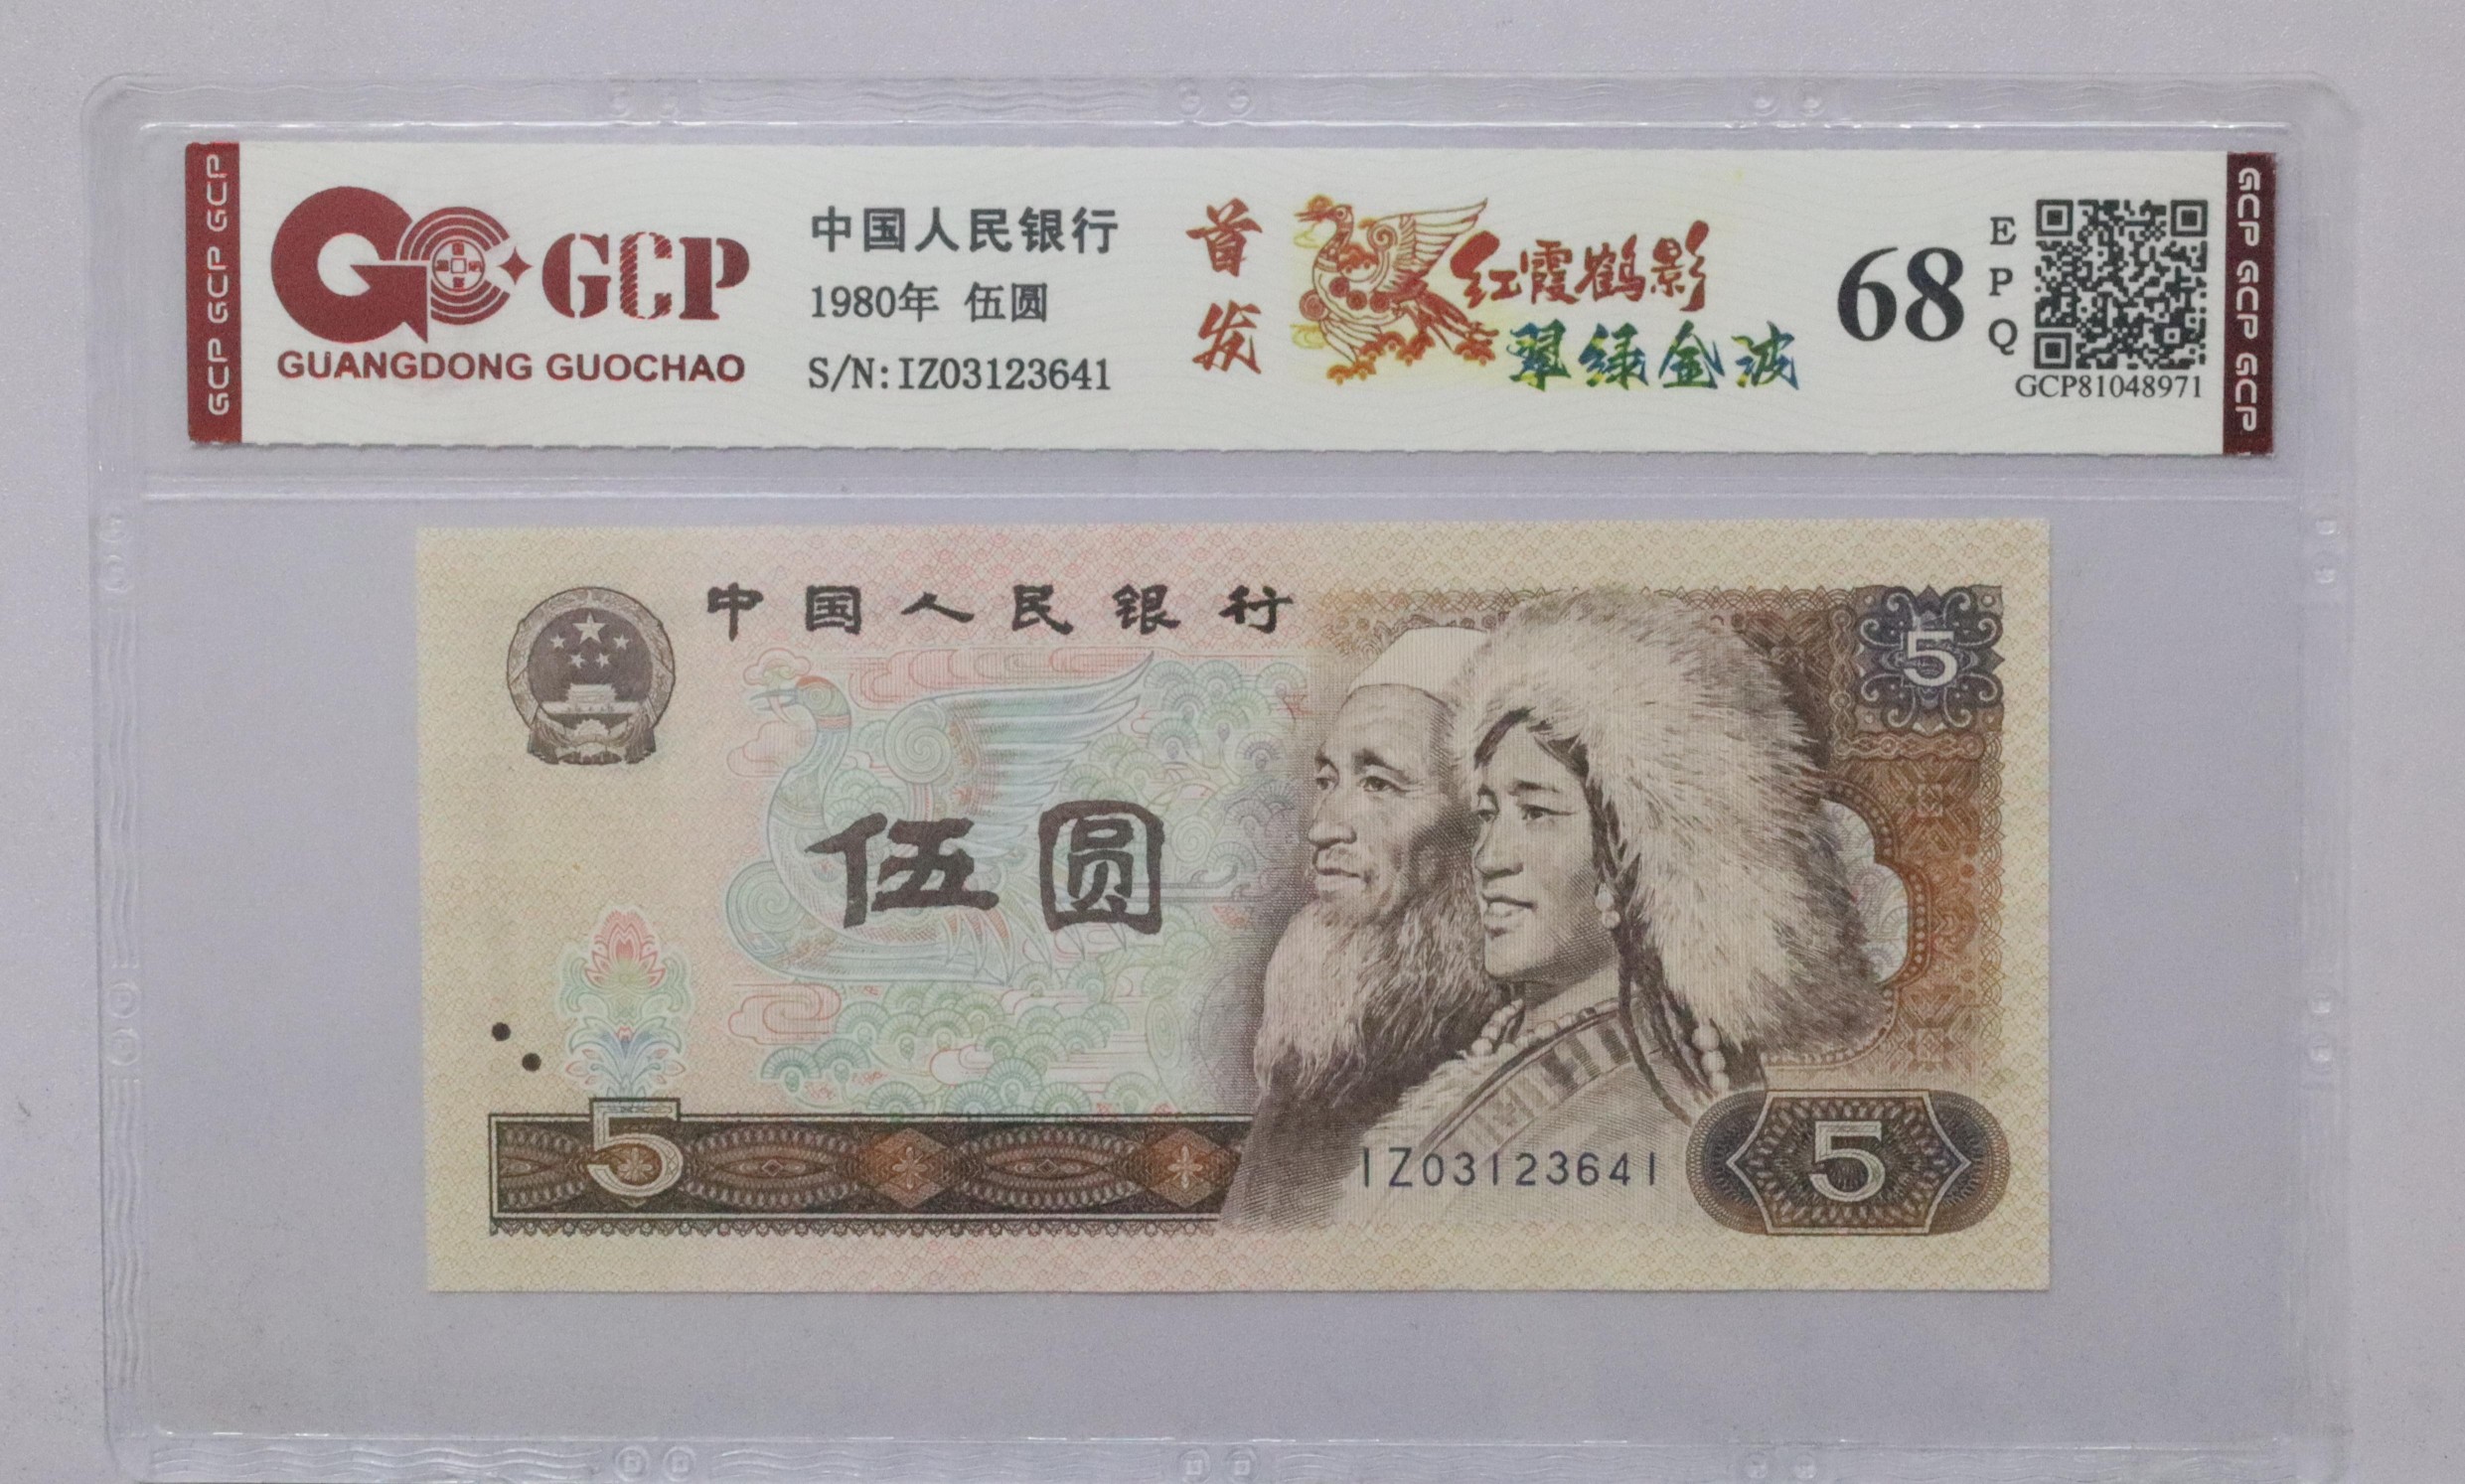 GCP GCP GCP
GCP
GUANGDONG GUOCHAO
中国人民银行
1980年 伍圆
S/N:IZ03123641
首发
红霞鹤影
翠绿金波
68
EPQ
GCP81048971
GCP GCP GCP
中国人民银行
5
伍圆
5
IZ03123641
5